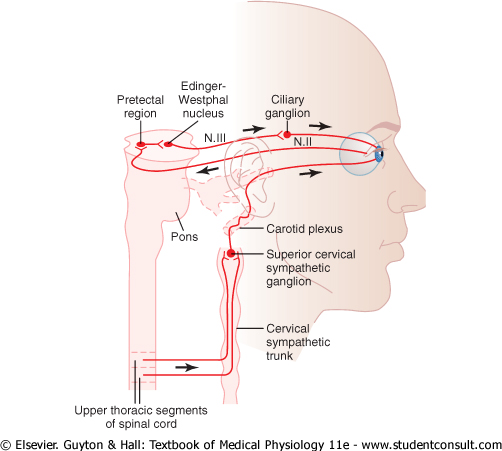 Edinger-
Westphal
nucleus
Pretectal
region
Ciliary
ganglion
N.III
N.II
Pons
Carotid plexus
Superior cervical
sympathetic
ganglion
Cervical
sympathetic
trunk
Upper thoracic segments
of spinal cord
© Elsevier. Guyton & Hall: Textbook of Medical Physiology 11e - www.studentconsult.com